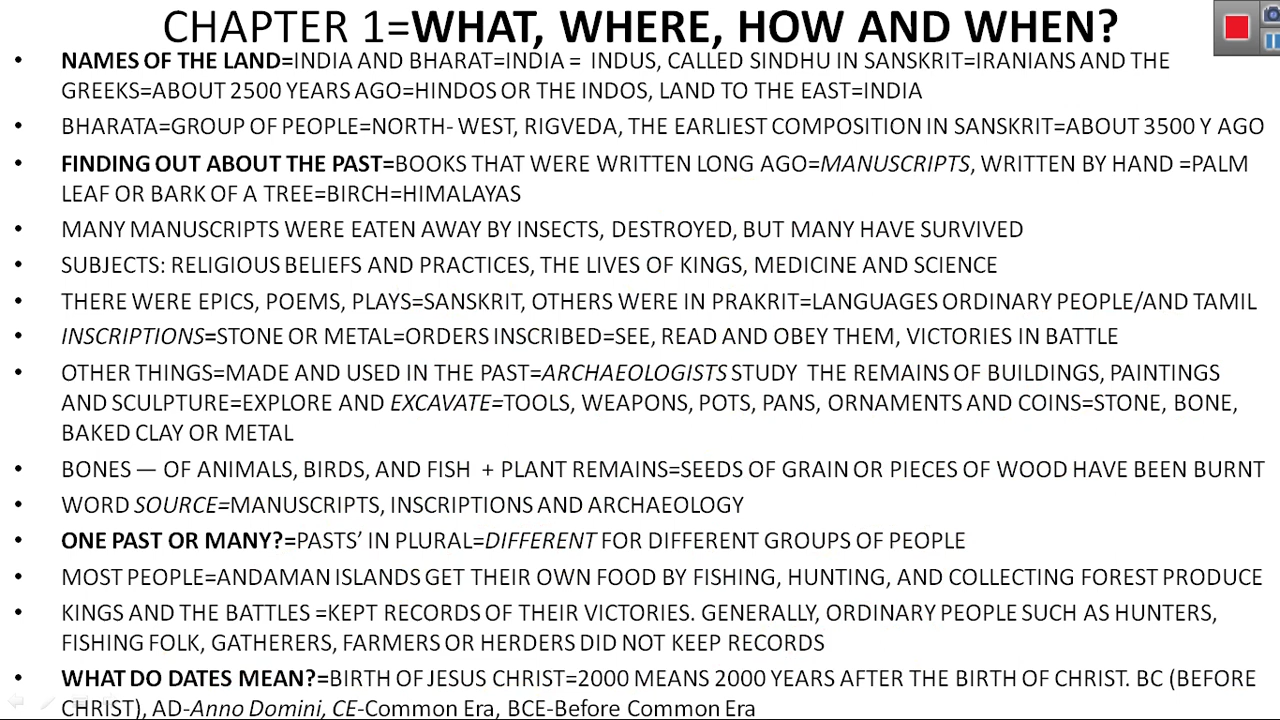 CHAPTER 1=WHAT, WHERE, HOW AND WHEN?
• NAMES OF THE LAND=INDIA AND BHARAT=INDIA = INDUS, CALLED SINDHU IN SANSKRIT=IRANIANS AND THE
GREEKS=ABOUT 2500 YEARS AGO=HINDOS OR THE INDOS, LAND TO THE EAST=INDIA
• BHARATA=GROUP OF PEOPLE=NORTH- WEST, RIGVEDA, THE EARLIEST COMPOSITION IN SANSKRIT=ABOUT 3500 Y AGO
• FINDING OUT ABOUT THE PAST=BOOKS THAT WERE WRITTEN LONG AGO=MANUSCRIPTS, WRITTEN BY HAND =PALM
LEAF OR BARK OF A TREE=BIRCH=HIMALAYAS
• MANY MANUSCRIPTS WERE EATEN AWAY BY INSECTS, DESTROYED, BUT MANY HAVE SURVIVED
• SUBJECTS: RELIGIOUS BELIEFS AND PRACTICES, THE LIVES OF KINGS, MEDICINE AND SCIENCE
• THERE WERE EPICS, POEMS, PLAYS=SANSKRIT, OTHERS WERE IN PRAKRIT=LANGUAGES ORDINARY PEOPLE/AND TAMIL
• INSCRIPTIONS=STONE OR METAL=ORDERS INSCRIBED=SEE, READ AND OBEY THEM, VICTORIES IN BATTLE
• OTHER THINGS=MADE AND USED IN THE PAST=ARCHAEOLOGISTS STUDY THE REMAINS OF BUILDINGS, PAINTINGS
AND SCULPTURE=EXPLORE AND EXCAVATE=TOOLS, WEAPONS, POTS, PANS, ORNAMENTS AND COINS=STONE, BONE,
BAKED CLAY OR METAL
• BONES — OF ANIMALS, BIRDS, AND FISH + PLANT REMAINS=SEEDS OF GRAIN OR PIECES OF WOOD HAVE BEEN BURNT
• WORD SOURCE=MANUSCRIPTS, INSCRIPTIONS AND ARCHAEOLOGY
• ONE PAST OR MANY?=PASTS’ IN PLURAL=DIFFERENT FOR DIFFERENT GROUPS OF PEOPLE
• MOST PEOPLE=ANDAMAN ISLANDS GET THEIR OWN FOOD BY FISHING, HUNTING, AND COLLECTING FOREST PRODUCE
• KINGS AND THE BATTLES =KEPT RECORDS OF THEIR VICTORIES. GENERALLY, ORDINARY PEOPLE SUCH AS HUNTERS,
FISHING FOLK, GATHERERS, FARMERS OR HERDERS DID NOT KEEP RECORDS
• WHAT DO DATES MEAN?=BIRTH OF JESUS CHRIST=2000 MEANS 2000 YEARS AFTER THE BIRTH OF CHRIST. BC (BEFORE
CHRIST), AD-Anno Domini, CE-Common Era, BCE-Before Common Era